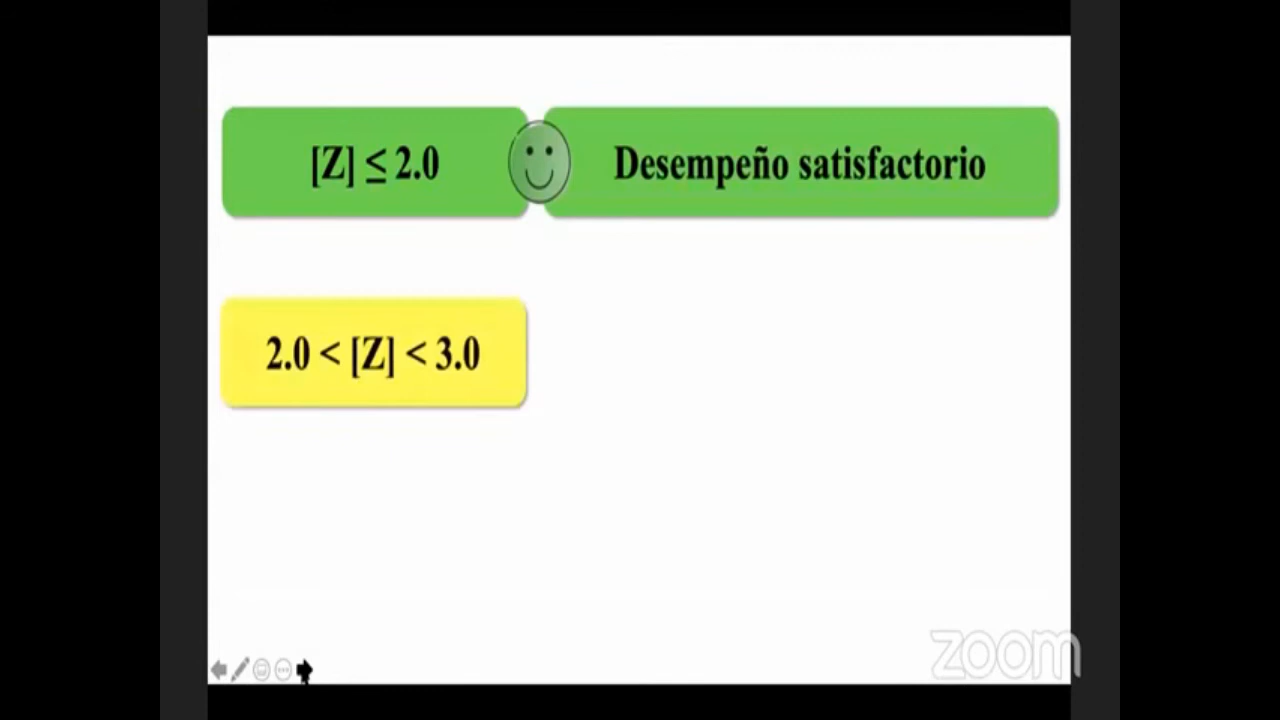 [Z] ≤ 2.0
Desempeño satisfactorio
2.0 < [Z] < 3.0
zoom